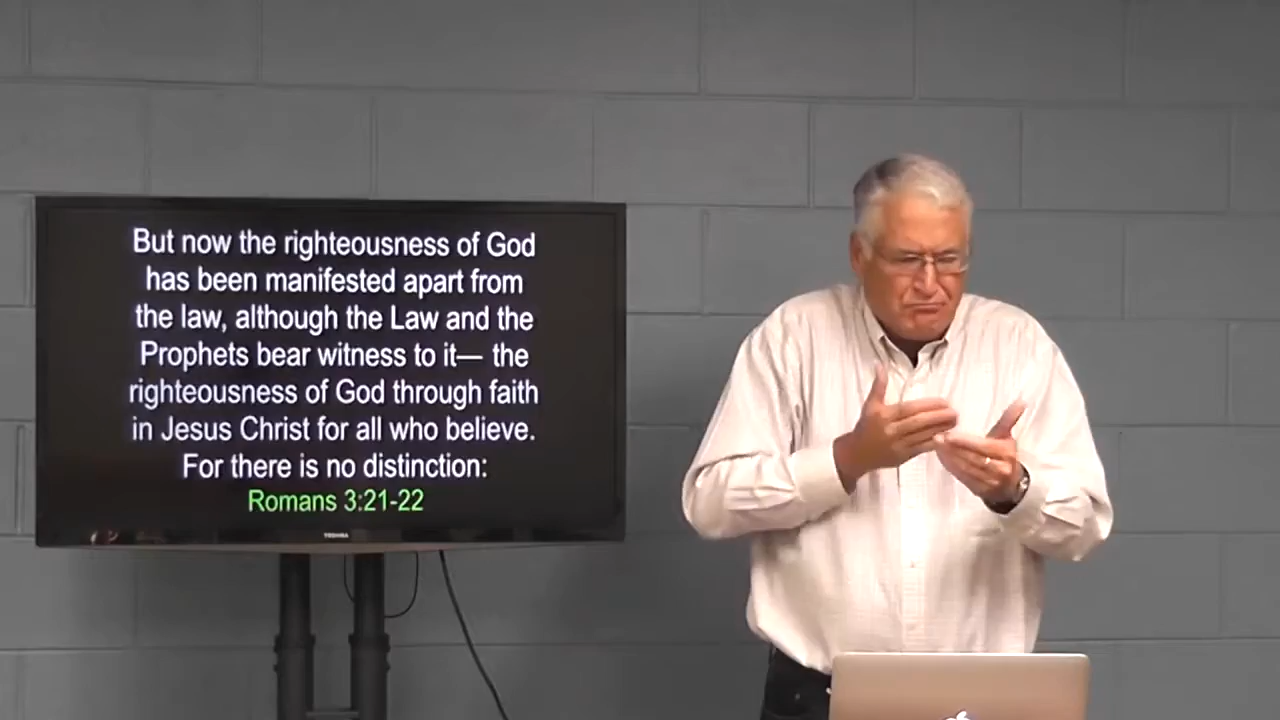 But now the righteousness of God
has been manifested apart from
the law, although the Law and the
Prophets bear witness to it— the
righteousness of God through faith
in Jesus Christ for all who believe.
For there is no distinction:
Romans 3:21-22
TOSHIBA